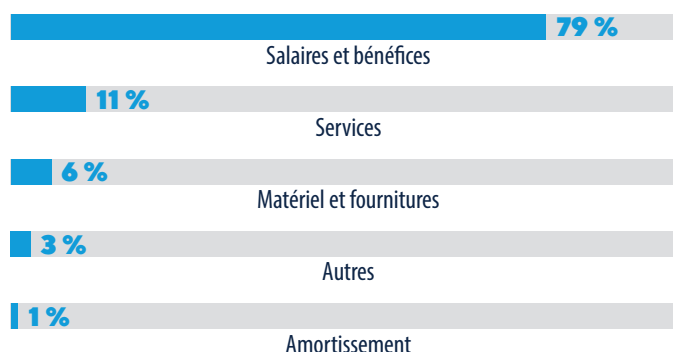 79 %
Salaires et bénéfices
11 %
Services
6 %
Matériel et fournitures
3 %
Autres
1 %
Amortissement